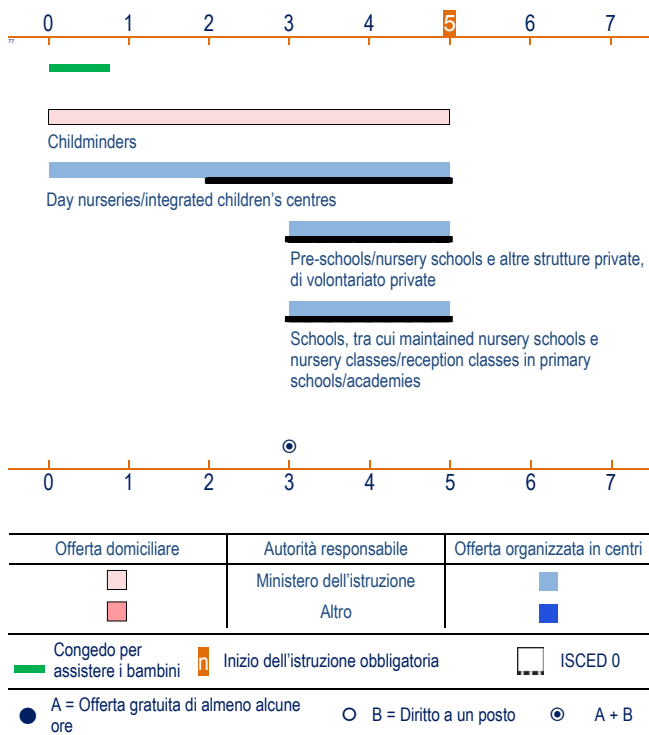 0 1 2 3 4 5 6 7
77
Childminders
Day nurseries/integrated children's centres
Pre-schools/nursery schools e altre strutture private,
di volontariato private
Schools, tra cui maintained nursery schools e
nursery classes/reception classes in primary
schools/academies
0 1 2 3 4 5 6 7
Offerta domiciliare Autorità responsabile Offerta organizzata in centri
Ministero dell'istruzione
Altro
Congedo per
assistere i bambini
n Inizio dell'istruzione obbligatoria
ISCED 0
A = Offerta gratuita di almeno alcune
ore
B = Diritto a un posto
A + B